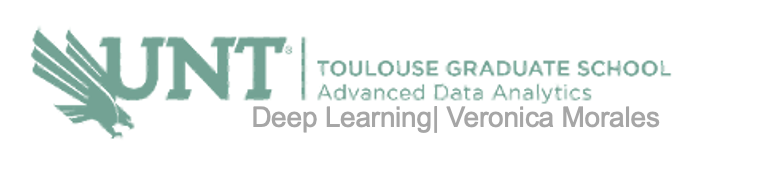 UNT®
TOULOUSE GRADUATE SCHOOL
Advanced Data Analytics
Deep Learning| Veronica Morales